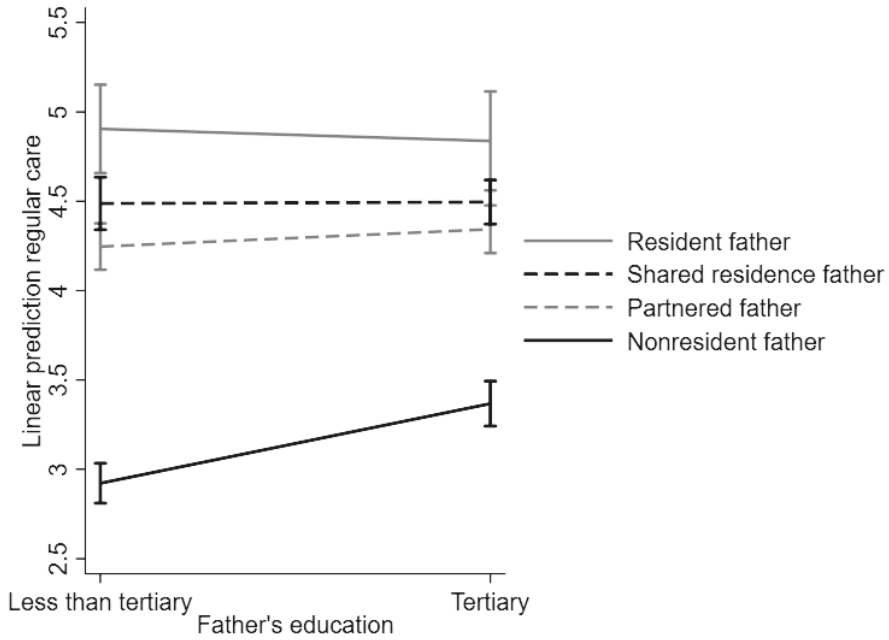 Linear prediction regular care
5.5
5
4.5
4
3.5
3
2.5
Less than tertiary
Tertiary
Father's education
Resident father
Shared residence father
Partnered father
Nonresident father